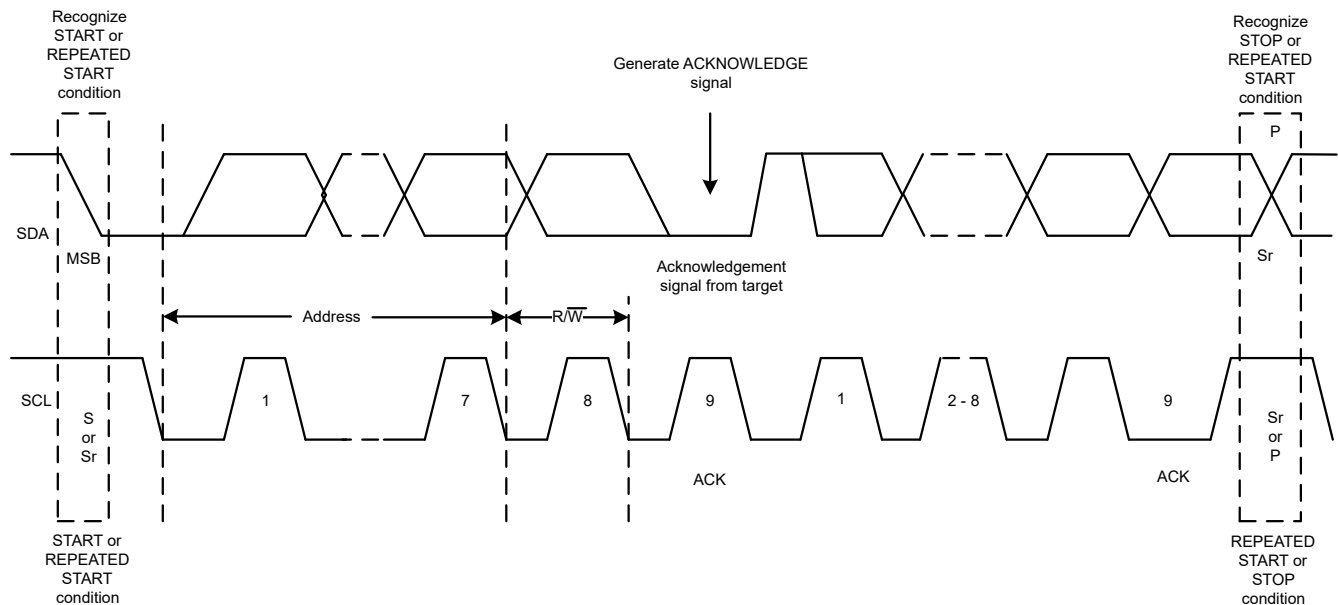 Recognize
START or
REPEATED
START
condition
Recognize
STOP or
REPEATED
START
condition
Generate ACKNOWLEDGE
signal
P
SDA
MSB
Acknowledgement
signal from target
Sr
Address
R/W̅
SCL
S
or
Sr
1
7
8
9
1
2 - 8
9
Sr
or
P
ACK
ACK
START or
REPEATED
START
condition
REPEATED
START or
STOP
condition